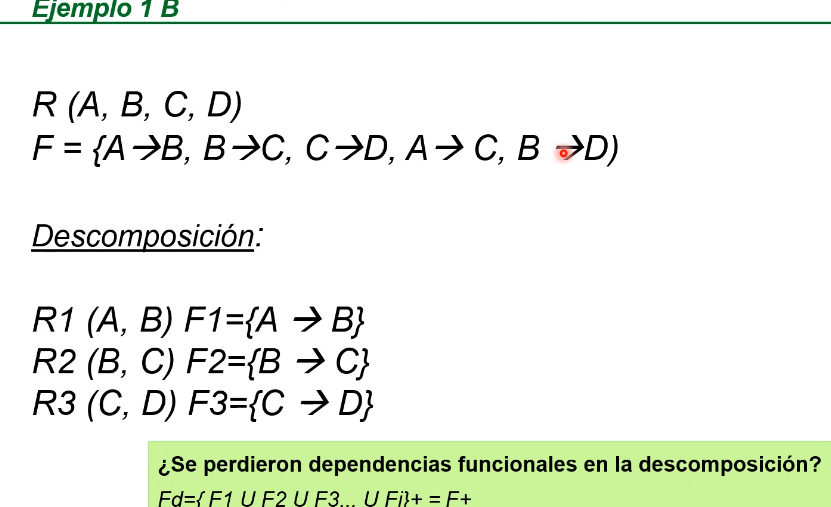 Ejemplo 1 B
R (A, B, C, D)
F = {A→B, B→C, C→D, A→ C, B →D)
Descomposición:
R1 (A, B) F1={A → B}
R2 (B, C) F2={B → C}
R3 (C, D) F3={C → D}
¿Se perdieron dependencias funcionales en la descomposición?
Fd={ F1 U F2 U F3... U Fi}+ = F+